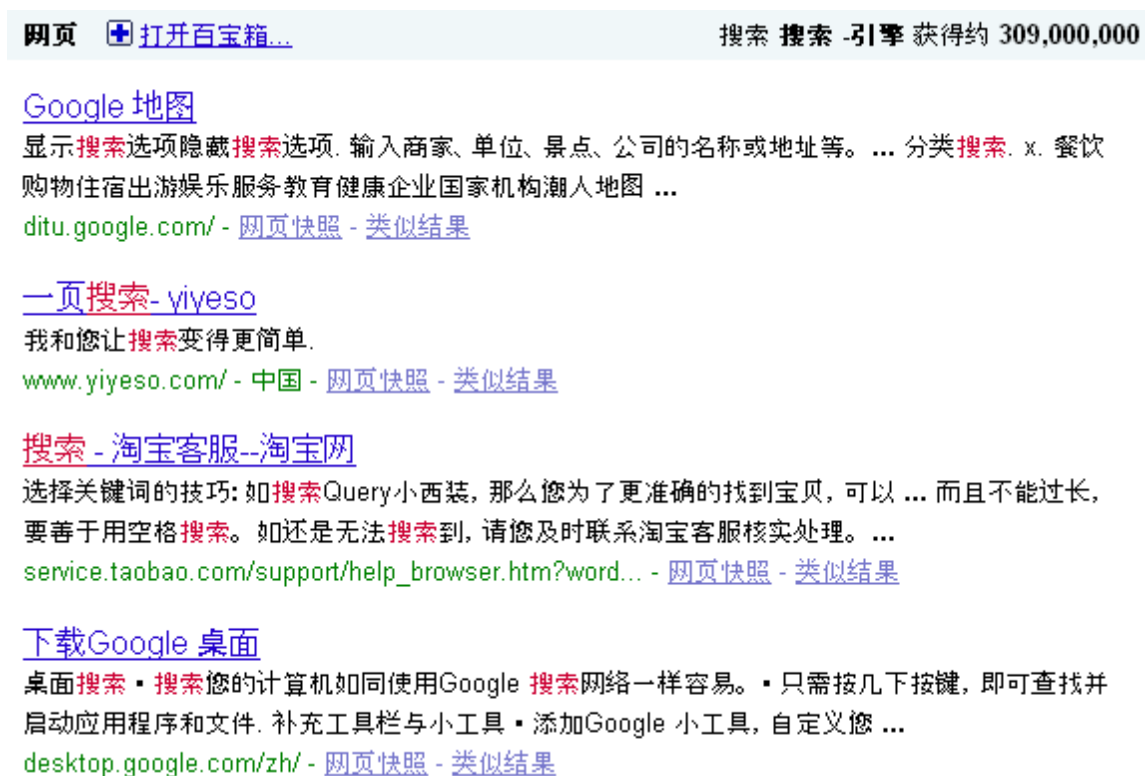 网页 打开百宝箱... 搜索 搜索 -引擎 获得约 309,000,000
Google 地图
显示搜索选项隐藏搜索选项. 输入商家、单位、景点、公司的名称或地址等。 ... 分类搜索. x. 餐饮
购物住宿出游娱乐服务教育健康企业国家机构潮人地图 ...
ditu.google.com/ - 网页快照 - 类似结果
一页搜索- yiyeso
我和您让搜索变得更简单.
www.yiyeso.com/ - 中国 - 网页快照 - 类似结果
搜索 - 淘宝客服--淘宝网
选择关键词的技巧: 如搜索Query小西装, 那么您为了更准确的找到宝贝, 可以 ... 而且不能过长,
要善于用空格搜索。如还是无法搜索到, 请您及时联系淘宝客服核实处理。 ...
service.taobao.com/support/help_browser.htm?word... - 网页快照 - 类似结果
下载Google 桌面
桌面搜索 ▪ 搜索您的计算机如同使用Google 搜索网络一样容易。 ▪ 只需按几下按键, 即可查找并
启动应用程序和文件. 补充工具栏与小工具 ▪ 添加Google 小工具, 自定义您 ...
desktop.google.com/zh/ - 网页快照 - 类似结果